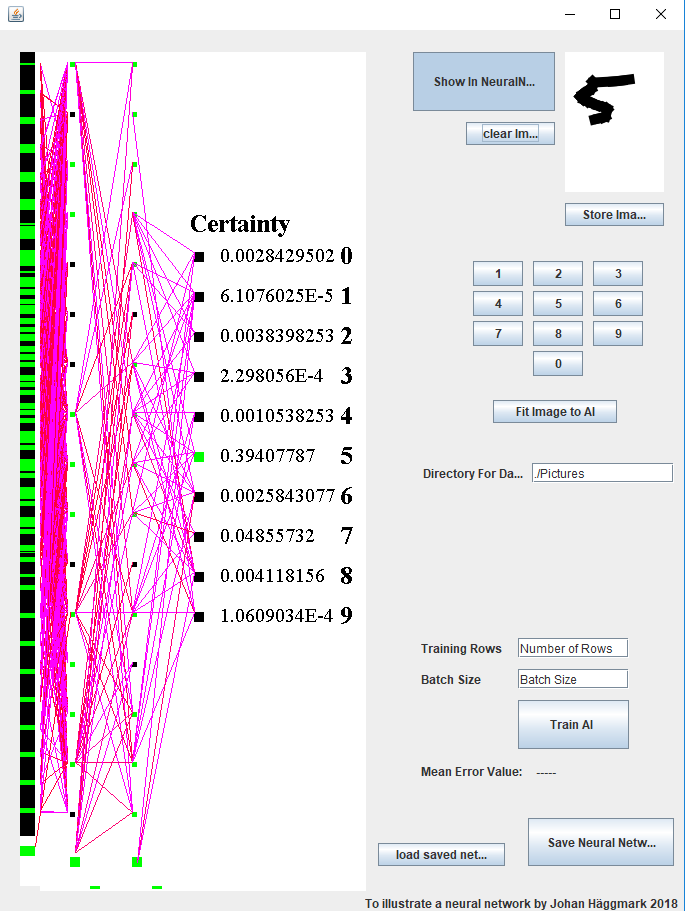 Show In NeuralN...
clear Im...
Store Ima...
Certainty
0.0028429502 0
6.1076025E-5 1
0.0038398253 2
2.298056E-4 3
0.0010538253 4
0.39407787 5
0.0025843077 6
0.04855732 7
0.004118156 8
1.0609034E-4 9
1 2 3
4 5 6
7 8 9
0
Fit Image to AI
Directory For Da... ./Pictures
Training Rows Number of Rows
Batch Size Batch Size
Train AI
Mean Error Value: -----
load saved net...
Save Neural Netw...
To illustrate a neural network by Johan Häggmark 2018